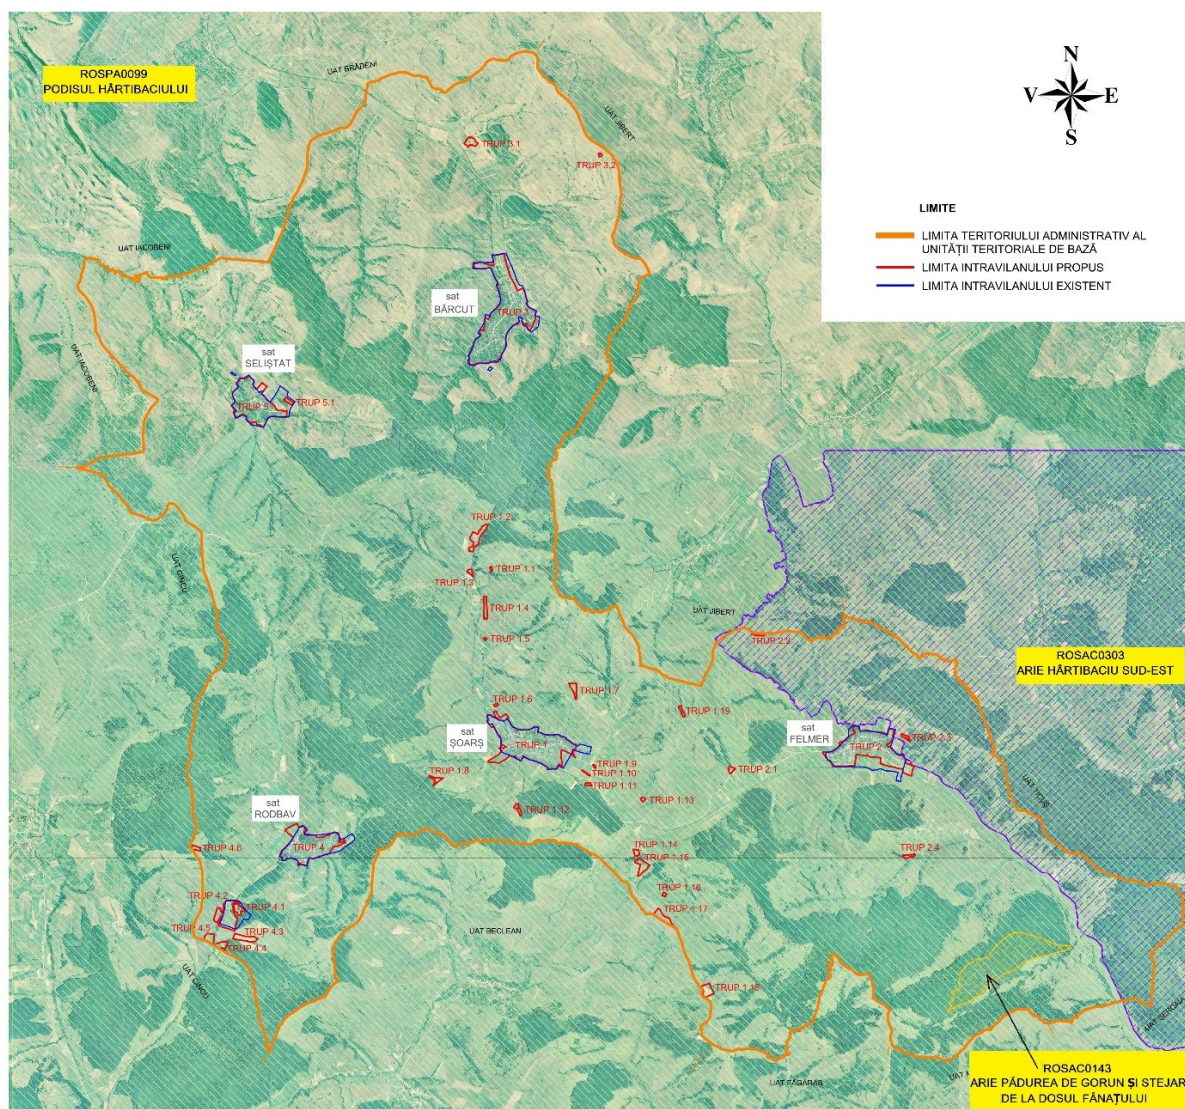 ROSPA0099
PODISUL HÂRTIBACIULUI
UAT BRĂDENI
UAT JIBERT
N
V
E
S
LIMITE
LIMITA TERITORIULUI ADMINISTRATIV AL
UNITĂȚII TERITORIALE DE BAZĂ
LIMITA INTRAVILANULUI PROPUS
LIMITA INTRAVILANULUI EXISTENT
TRUP 3.1
TRUP 3.2
UAT IACOBENI
sat
BĂRCUT
TRUP 3
UAT IACOBENI
sat
SELIȘTAT
TRUP 5.1
TRUP 1.2
TRUP 1.1
TRUP 1.3
UAT CINCU
TRUP 1.4
UAT JIBERT
TRUP 1.5
TRUP 2.2
ROSAC0303
ARIE HÂRTIBACIU SUD-EST
TRUP 1.7
TRUP 1.6
TRUP 1.19
sat
ȘOARȘ
TRUP 1
sat
FELMER
TRUP 2
TRUP 2.3
TRUP 1.8
TRUP 1.9
TRUP 1.10
TRUP 1.11
TRUP 2.1
TRUP 1.12
TRUP 1.13
sat
RODBAV
TRUP 4
TRUP 4.6
TRUP 1.14
TRUP 1.15
TRUP 2.4
TRUP 1.16
TRUP 4.2
TRUP 4.1
TRUP 1.17
TRUP 4.5
TRUP 4.3
TRUP 4.4
UAT BECLEAN
UAT CINCU
TRUP 1.18
UAT FĂGĂRAȘ
ROSAC0143
ARIE PĂDUREA DE GORUN ȘI STEJAR
DE LA DOSUL FÂNAȚULUI